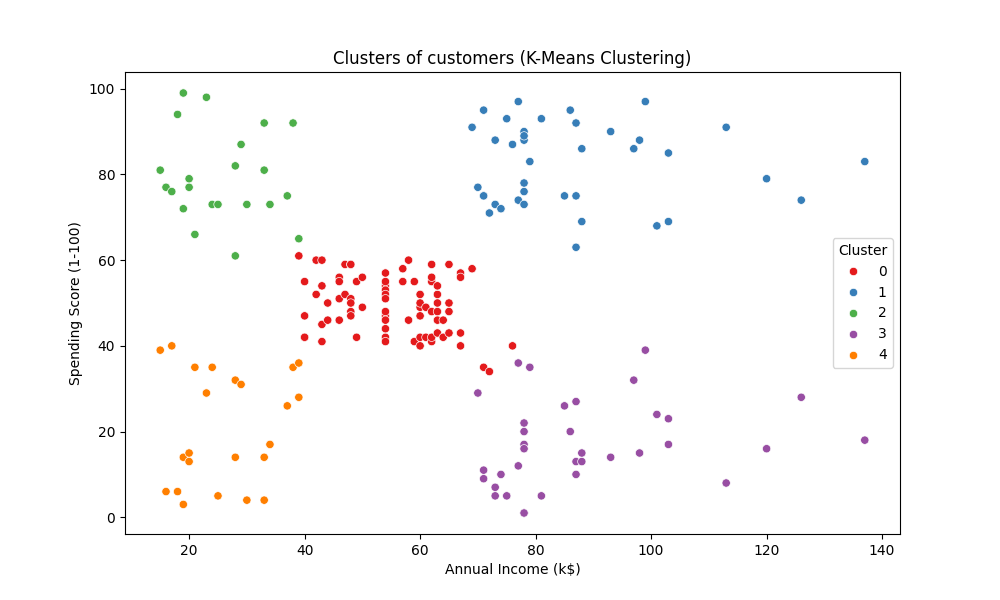 Clusters of customers (K-Means Clustering)
100
80
60
40
20
0
Spending Score (1-100)
20 40 60 80 100 120 140
Annual Income (k$)
Cluster
0
1
2
3
4